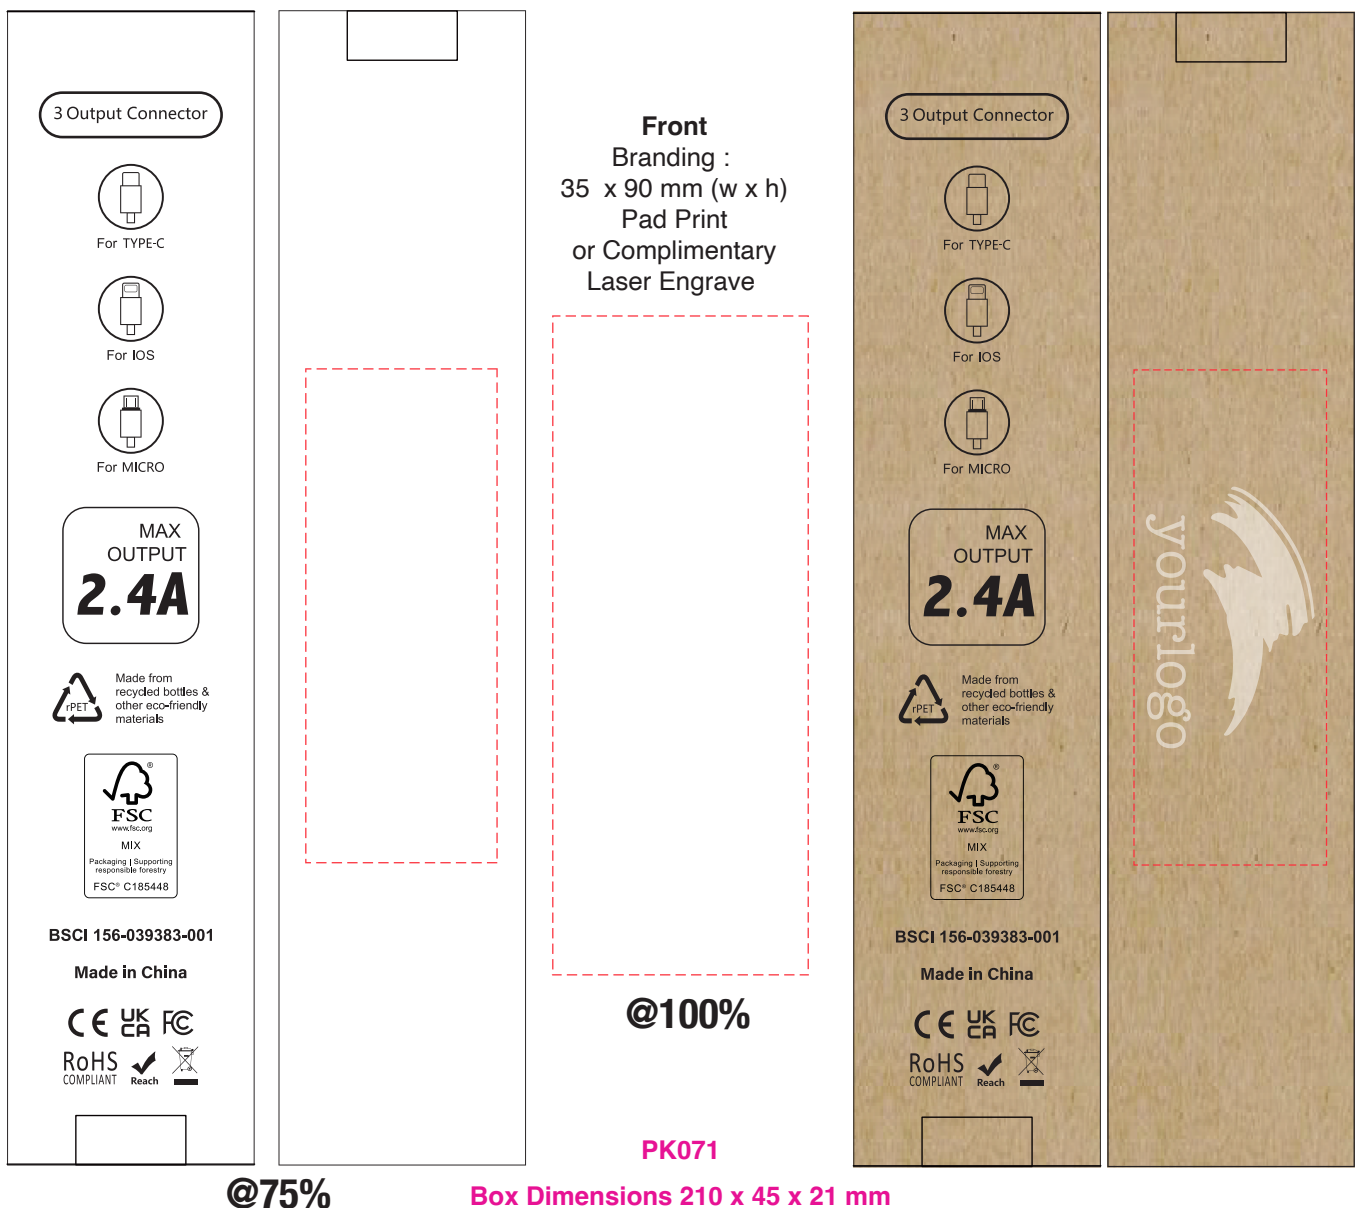 3 Output Connector
For TYPE-C
For IOS
For MICRO
MAX
OUTPUT
2.4A
rPET
Made from
recycled bottles &
other eco-friendly
materials
®
FSC
www.fsc.org
MIX
Packaging | Supporting
responsible forestry
FSC® C185448
BSCI 156-039383-001
Made in China
CE UK CA FC
RoHS
COMPLIANT
Reach
@75%
Front
Branding :
35 x 90 mm (w x h)
Pad Print
or Complimentary
Laser Engrave
@100%
PK071
Box Dimensions 210 x 45 x 21 mm
3 Output Connector
For TYPE-C
For IOS
For MICRO
MAX
OUTPUT
2.4A
rPET
Made from
recycled bottles &
other eco-friendly
materials
®
FSC
www.fsc.org
MIX
Packaging | Supporting
responsible forestry
FSC® C185448
BSCI 156-039383-001
Made in China
CE UK CA FC
RoHS
COMPLIANT
Reach
yourlogo